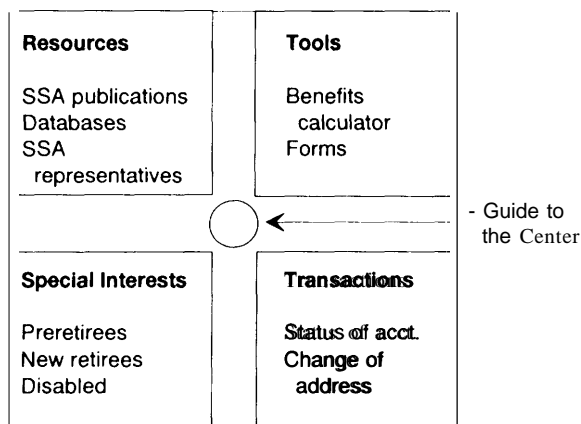 Resources
SSA publications
Databases
SSA
representatives
Tools
Benefits
calculator
Forms
- Guide to
the Center
Special Interests
Preretirees
New retirees
Disabled
Transactions
Status of acct.
Change of
address